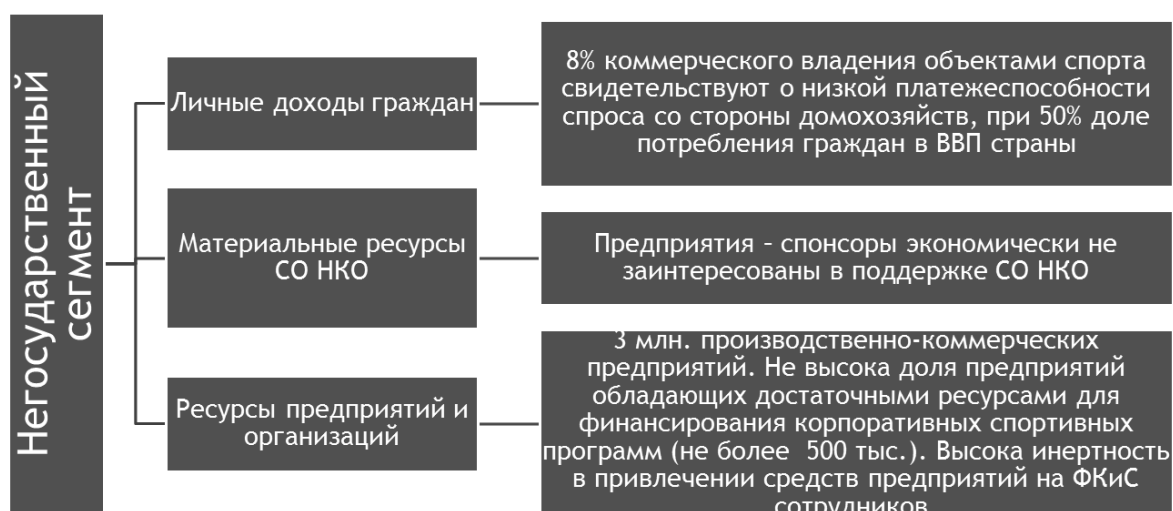 Негосударственный
сегмент
Личные доходы граждан
8% коммерческого владения объектами спорта
свидетельствуют о низкой платежеспособности
спроса со стороны домохозяйств, при 50% доле
потребления граждан в ВВП страны
Материальные ресурсы
СО НКО
Предприятия – спонсоры экономически не
заинтересованы в поддержке СО НКО
Ресурсы предприятий и
организаций
3 млн. производственно-коммерческих
предприятий. Не высока доля предприятий
обладающих достаточными ресурсами для
финансирования корпоративных спортивных
программ (не более 500 тыс.). Высока инертность
в привлечении средств предприятий на ФКиС
сотрудников